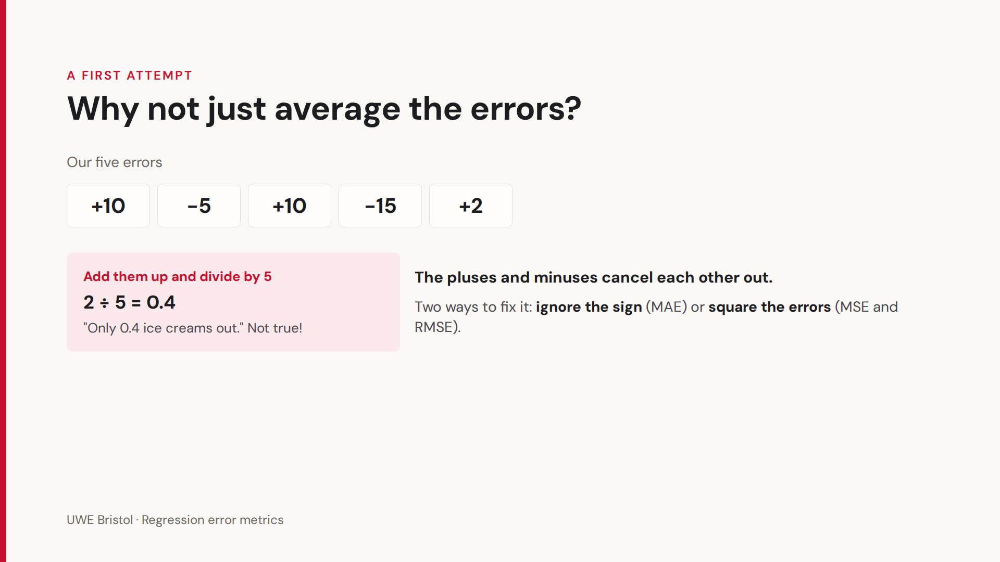 A FIRST ATTEMPT
Why not just average the errors?
Our five errors
+10
−5
+10
−15
+2
Add them up and divide by 5
2 ÷ 5 = 0.4
"Only 0.4 ice creams out." Not true!
The pluses and minuses cancel each other out.
Two ways to fix it: ignore the sign (MAE) or square the errors (MSE and
RMSE).
UWE Bristol · Regression error metrics